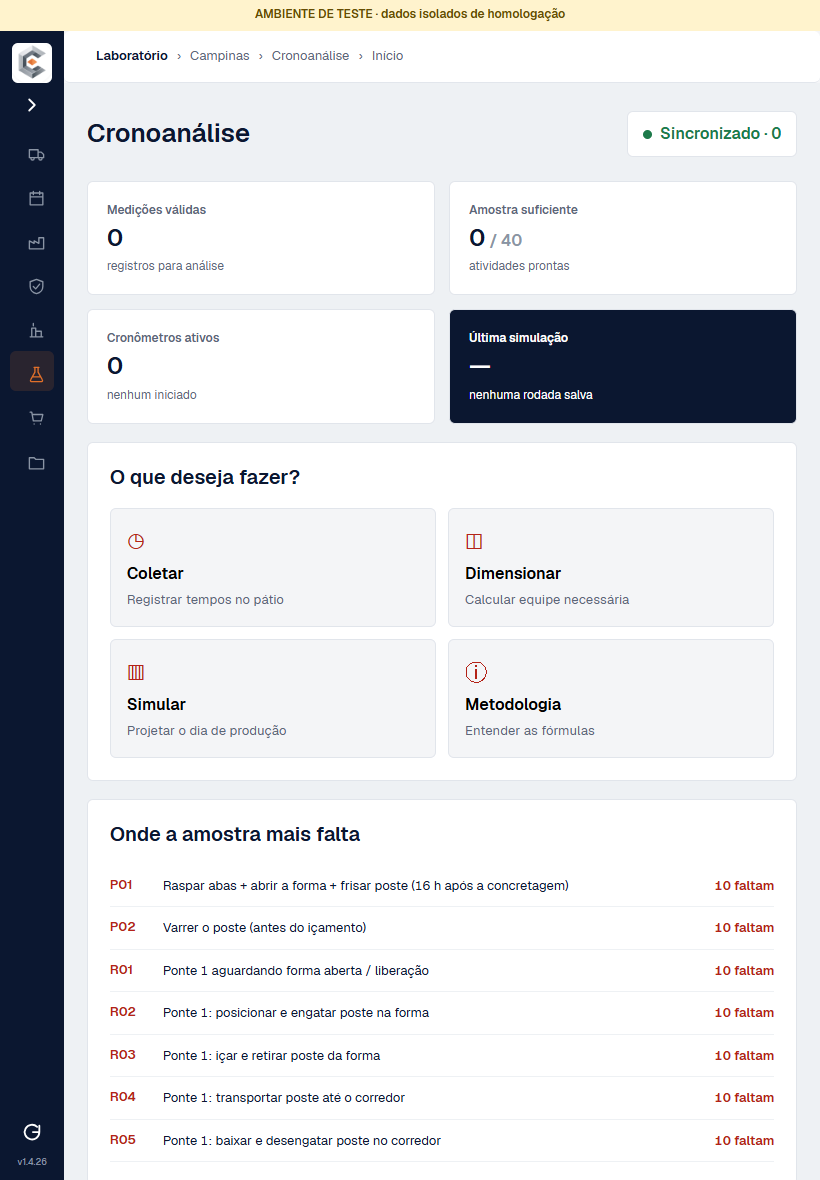 AMBIENTE DE TESTE · dados isolados de homologação
Laboratório › Campinas › Cronoanálise › Início
Cronoanálise
Sincronizado · 0
Medições válidas
0
registros para análise
Amostra suficiente
0 / 40
atividades prontas
Cronômetros ativos
0
nenhum iniciado
Última simulação
—
nenhuma rodada salva
O que deseja fazer?
Coletar
Registrar tempos no pátio
Dimensionar
Calcular equipe necessária
Simular
Projetar o dia de produção
Metodologia
Entender as fórmulas
Onde a amostra mais falta
P01 Raspar abas + abrir a forma + frisar poste (16 h após a concretagem) 10 faltam
P02 Varrer o poste (antes do içamento) 10 faltam
R01 Ponte 1 aguardando forma aberta / liberação 10 faltam
R02 Ponte 1: posicionar e engatar poste na forma 10 faltam
R03 Ponte 1: içar e retirar poste da forma 10 faltam
R04 Ponte 1: transportar poste até o corredor 10 faltam
R05 Ponte 1: baixar e desengatar poste no corredor 10 faltam
v1.4.26